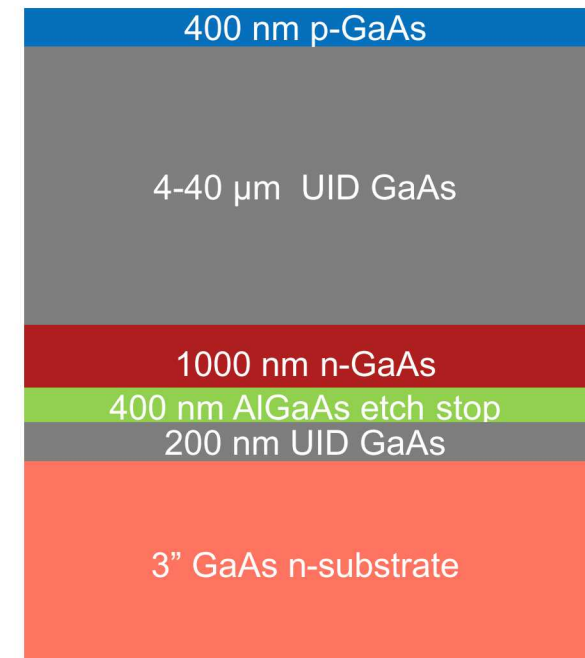 400 nm p-GaAs
4-40 µm  UID GaAs
1000 nm n-GaAs
400 nm AlGaAs etch stop
200 nm UID GaAs
3” GaAs n-substrate